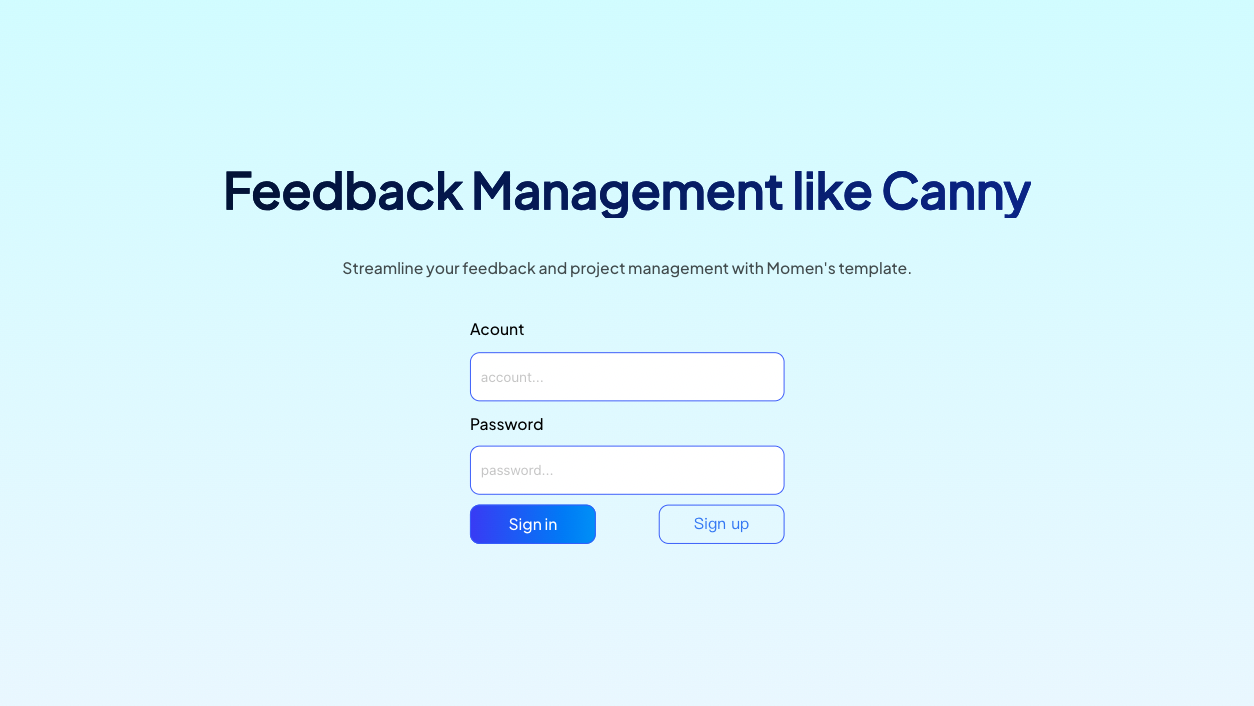 Feedback Management like Canny
Streamline your feedback and project management with Momen's template.
Acount
account...
Password
password...
Sign in
Sign up